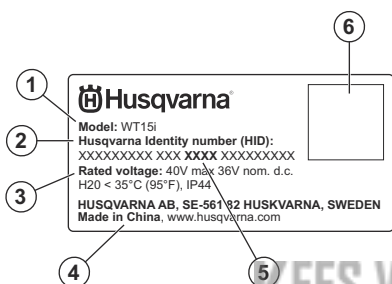 6
1
Husqvarna
Model: WT15i
2
Husqvarna Identity number (HID):
XXXXXXXXX XXX XXXX XXXXXXXXX
3
Rated voltage: 40V max 36V nom. d.c.
H20 < 35°C (95°F), IP44
HUSQVARNA AB, SE-561 82 HUSKVARNA, SWEDEN
Made in China, www.husqvarna.com
4
5